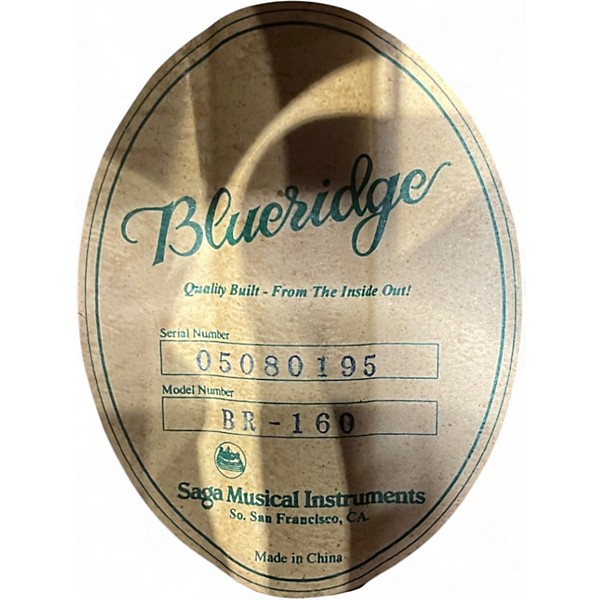 Blueridge
Quality Built - From The Inside Out!
Serial Number
05080195
Model Number
BR-160
Saga Musical Instruments
So. San Francisco, CA.
Made in China